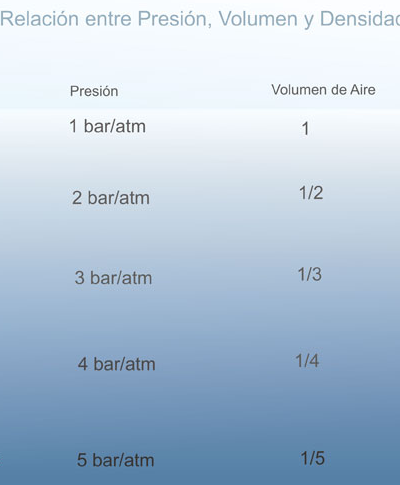 Relación entre Presión, Volumen y Densidad
Presión Volumen de Aire
1 bar/atm 1
2 bar/atm 1/2
3 bar/atm 1/3
4 bar/atm 1/4
5 bar/atm 1/5